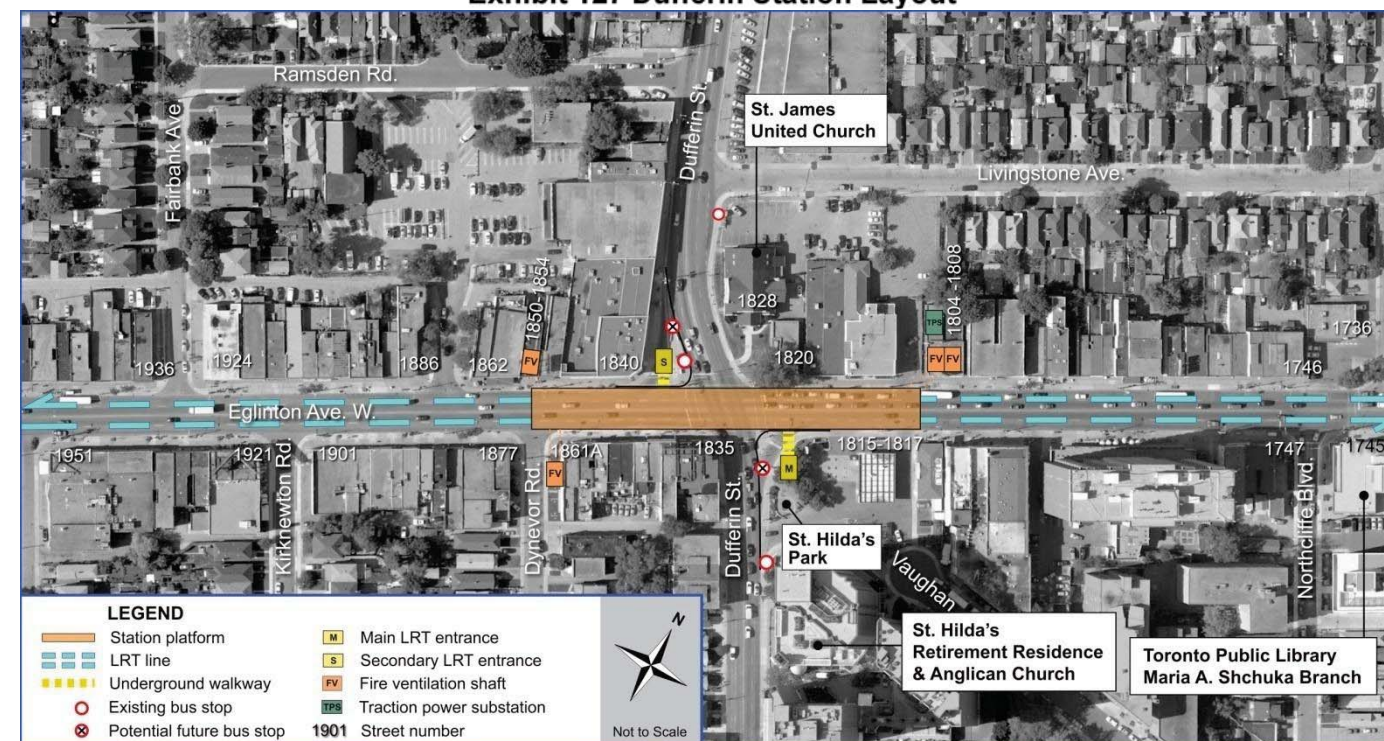 Exhibit 127 Dufferin Station Layout
Ramsden Rd.
Fairbank Ave.
Dufferin St.
St. James
United Church
Livingstone Ave.
1850-1854
1804 -1808
1828
TPS
1736
1936
1924
1886
1862
FV
1840
S
1820
FV FV
1746
Eglinton Ave. W.
1951
1921
Kirknewton Rd.
1901
1877
Dynevor Rd.
1861A
FV
1835
Dufferin St.
M
1815-1817
1747
Northcliffe Blvd.
1745
St. Hilda's
Park
Vaughan
St. Hilda's
Retirement Residence
& Anglican Church
Toronto Public Library
Maria A. Shchuka Branch
LEGEND
Station platform
LRT line
Underground walkway
Existing bus stop
Potential future bus stop
M Main LRT entrance
S Secondary LRT entrance
FV Fire ventilation shaft
TPS Traction power substation
1901 Street number
N
Not to Scale